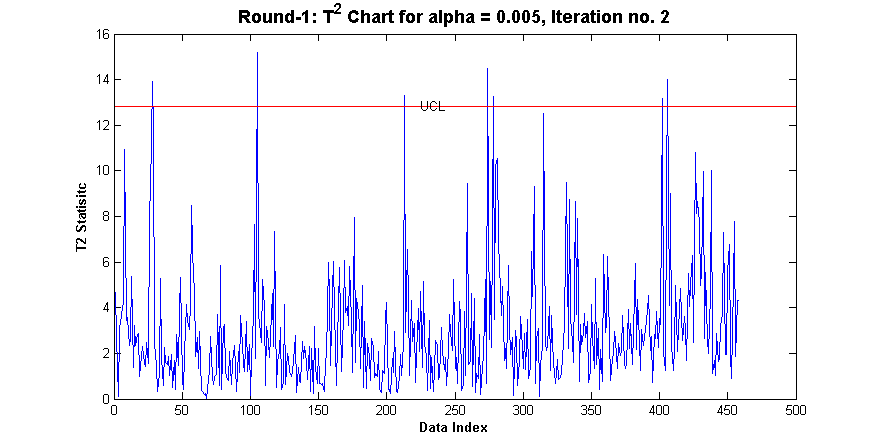 Round-1: T2 Chart for alpha = 0.005, Iteration no. 2
16
14
12
10
8
6
4
2
0
UCL
T2 Statisitc
0 50 100 150 200 250 300 350 400 450 500
Data Index